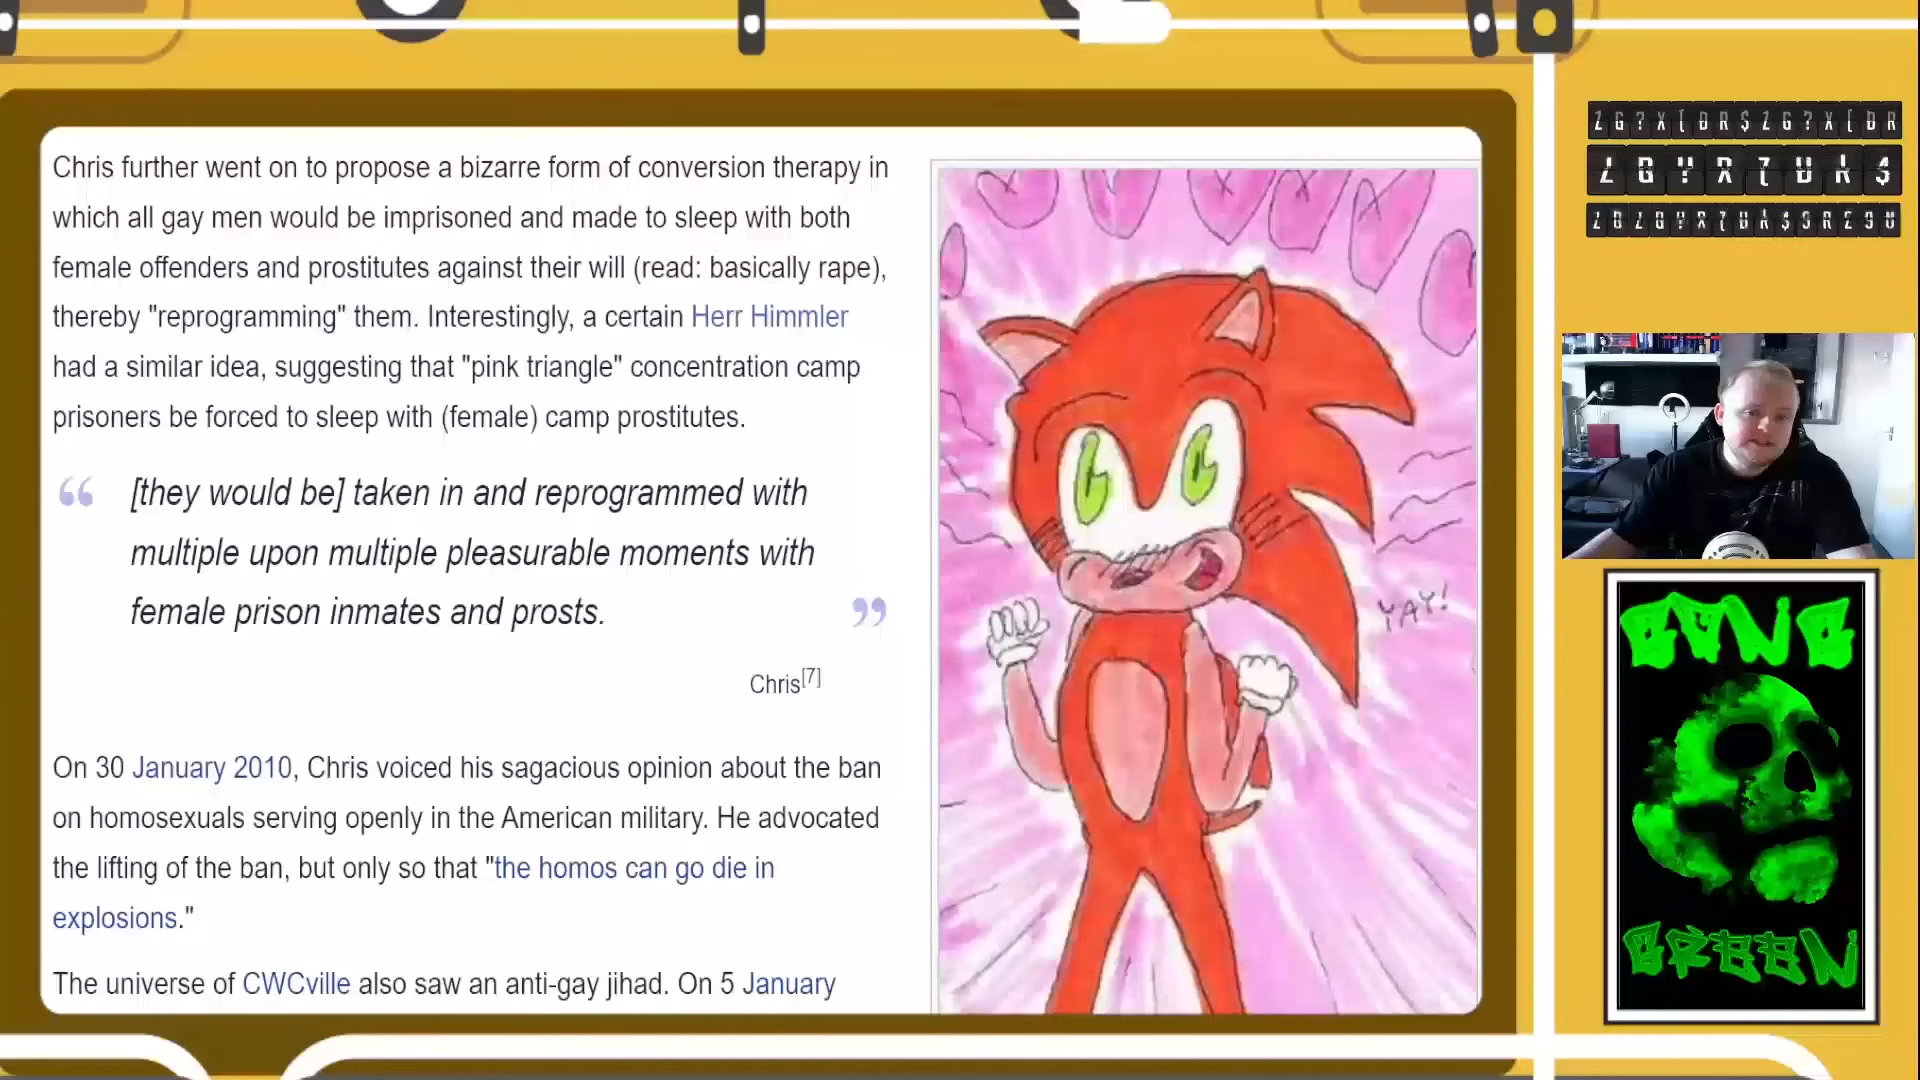 Chris further went on to propose a bizarre form of conversion therapy in
which all gay men would be imprisoned and made to sleep with both
female offenders and prostitutes against their will (read: basically rape),
thereby "reprogramming" them. Interestingly, a certain Herr Himmler
had a similar idea, suggesting that "pink triangle" concentration camp
prisoners be forced to sleep with (female) camp prostitutes.
“ [they would be] taken in and reprogrammed with
multiple upon multiple pleasurable moments with
female prison inmates and prosts. ”
Chris[7]
On 30 January 2010, Chris voiced his sagacious opinion about the ban
on homosexuals serving openly in the American military. He advocated
the lifting of the ban, but only so that "the homos can go die in
explosions."
The universe of CWCville also saw an anti-gay jihad. On 5 January
YAY!
GREEN